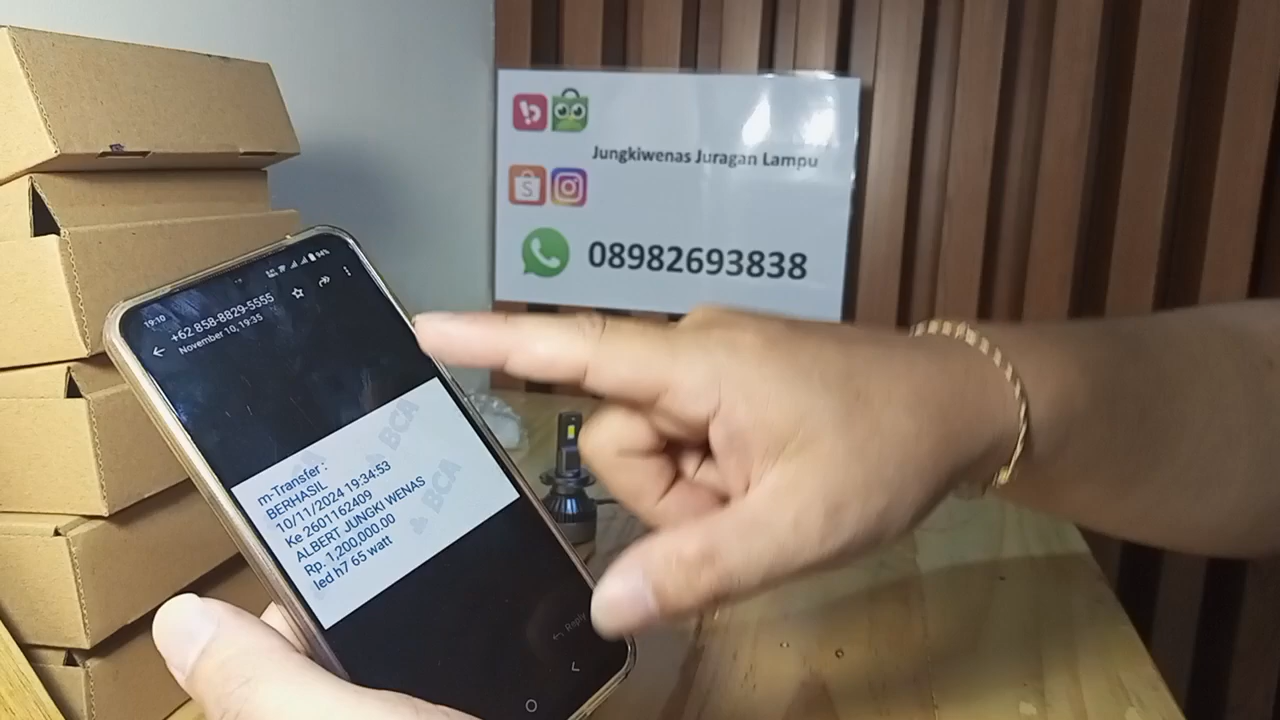 Jungkiwenas Juragan Lampu
08982693838
19:10
94%
+62 858-8829-5555
November 10, 19:35
BCA
BCA
m-Transfer :
BERHASIL
10/11/2024 19:34:53
Ke 2601162409
ALBERT JUNGKI WENAS
Rp. 1,200,000.00
led h7 65 watt
Reply